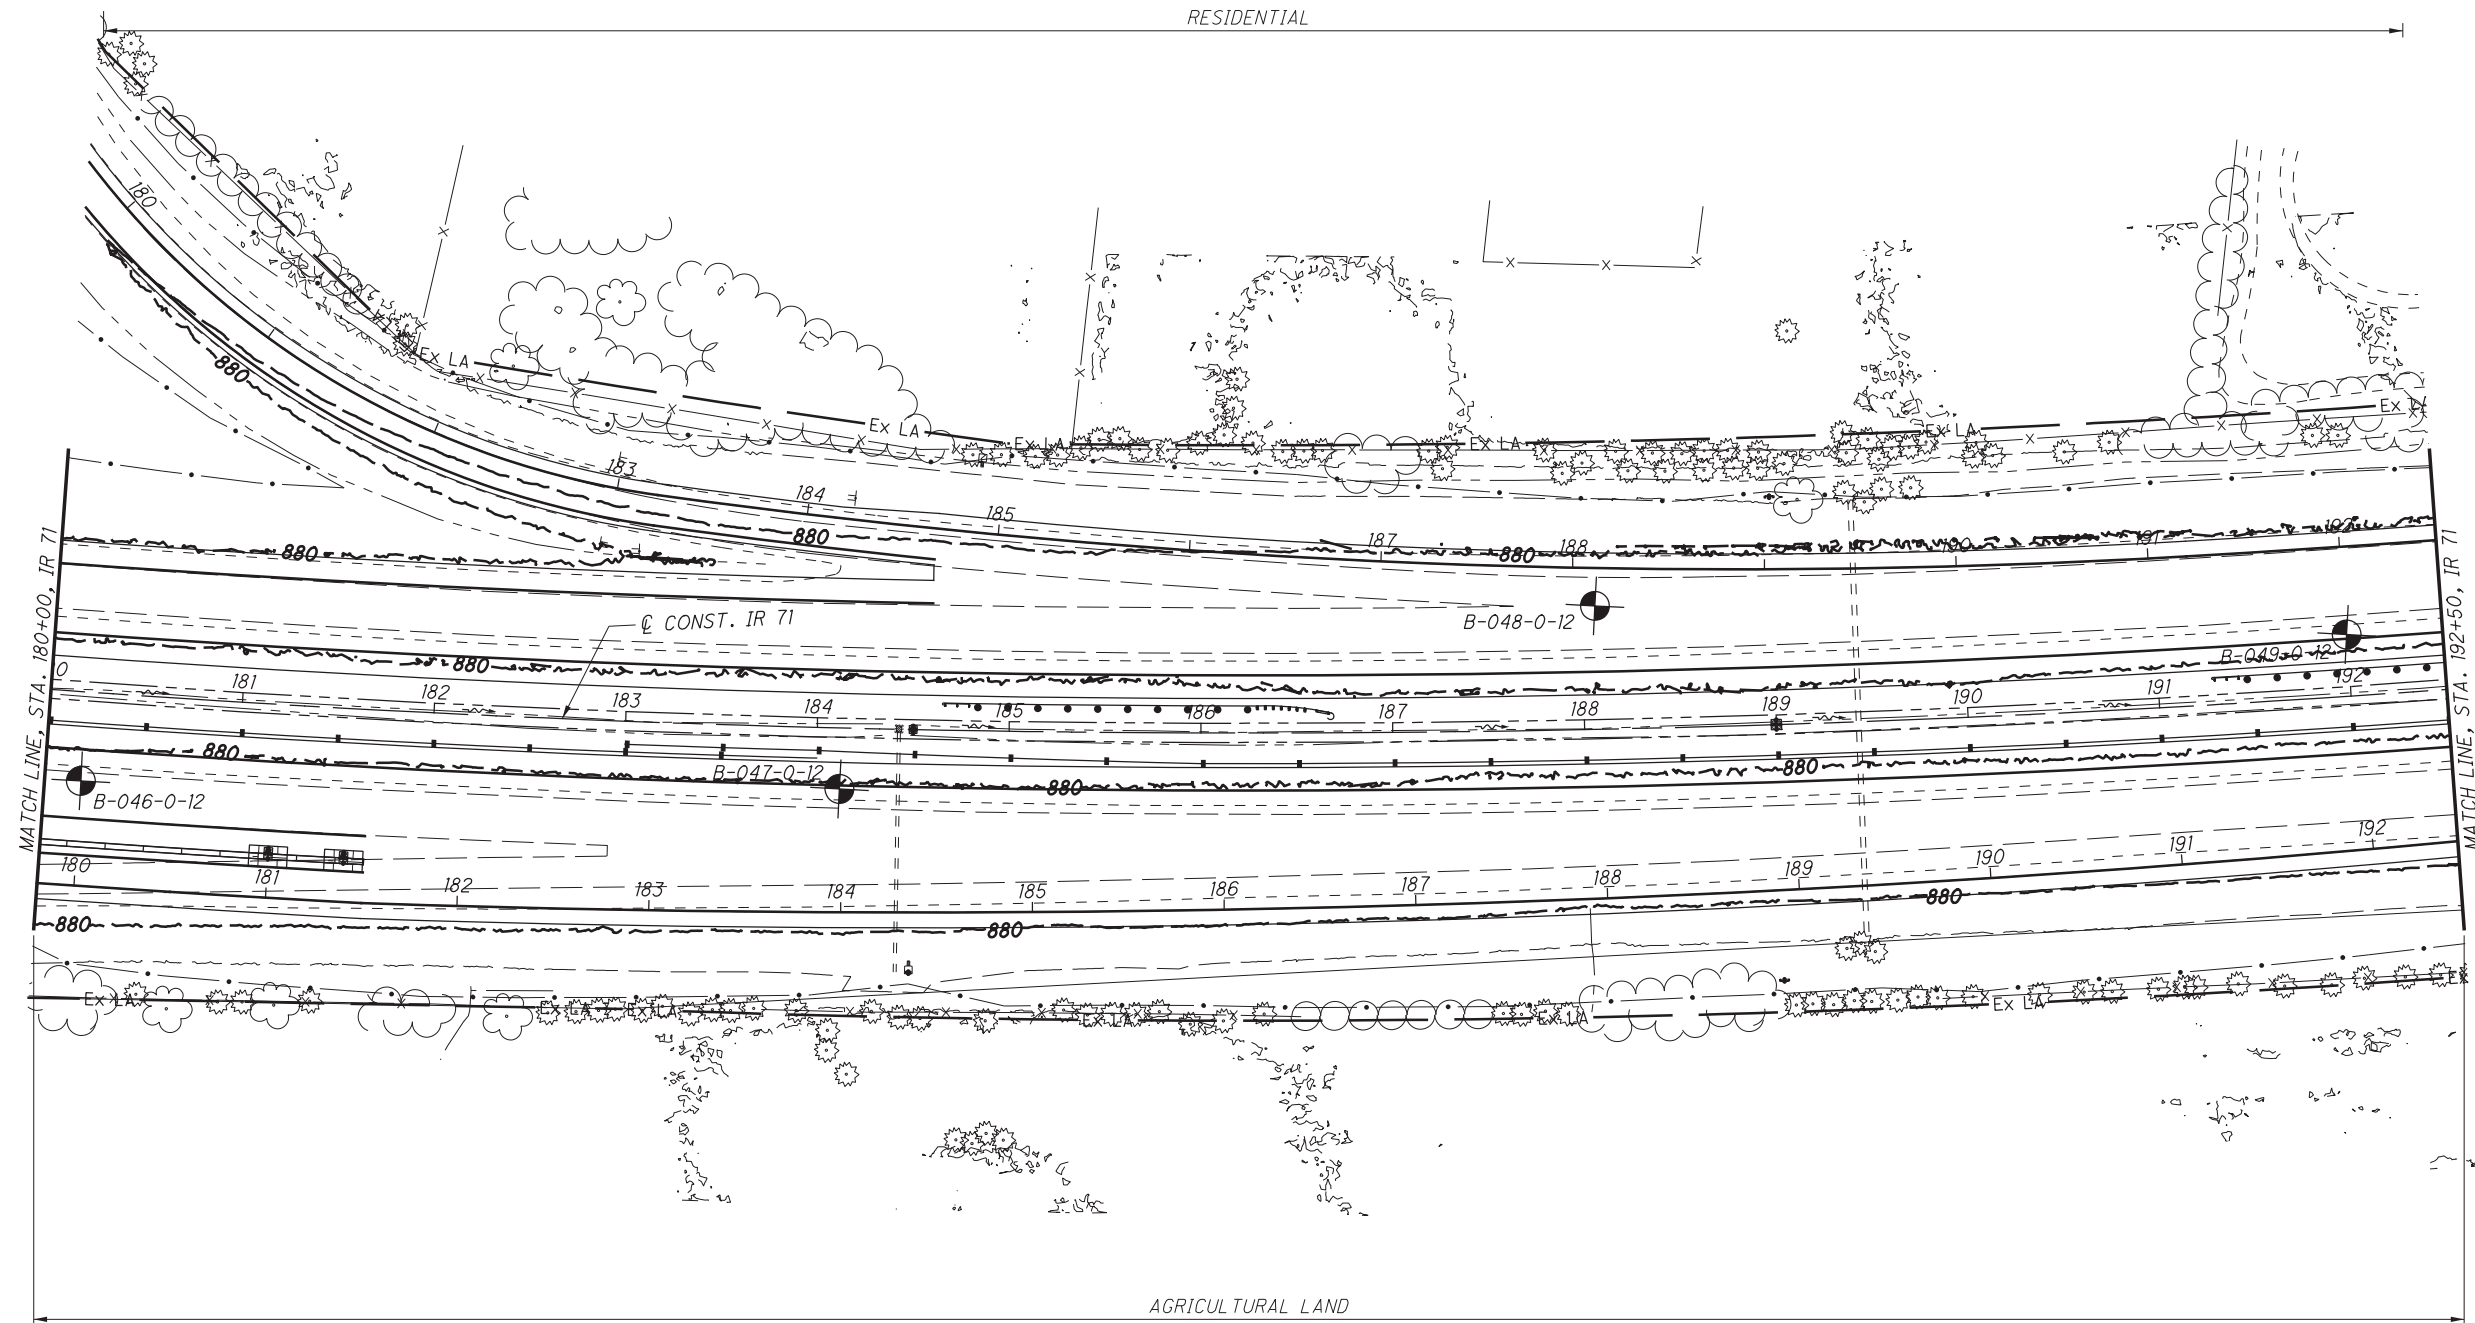 RESIDENTIAL
180
Ex LA
880
Ex LA
Ex LA
Ex LA
Ex LA
183
184
185
187
188
191
880
880
880
℄ CONST. IR 71
B-048-0-12
B-049-0-12
MATCH LINE, STA. 180+00, IR 71
MATCH LINE, STA. 192+50, IR 71
0
880
181
182
183
184
185
186
187
188
189
190
191
192
880
B-046-0-12
B-047-0-12
880
880
180
181
182
183
184
185
186
187
188
189
190
191
192
880
880
880
Ex LA
Ex LA
Ex LA
Ex LA
Ex LA
Ex LA
AGRICULTURAL LAND